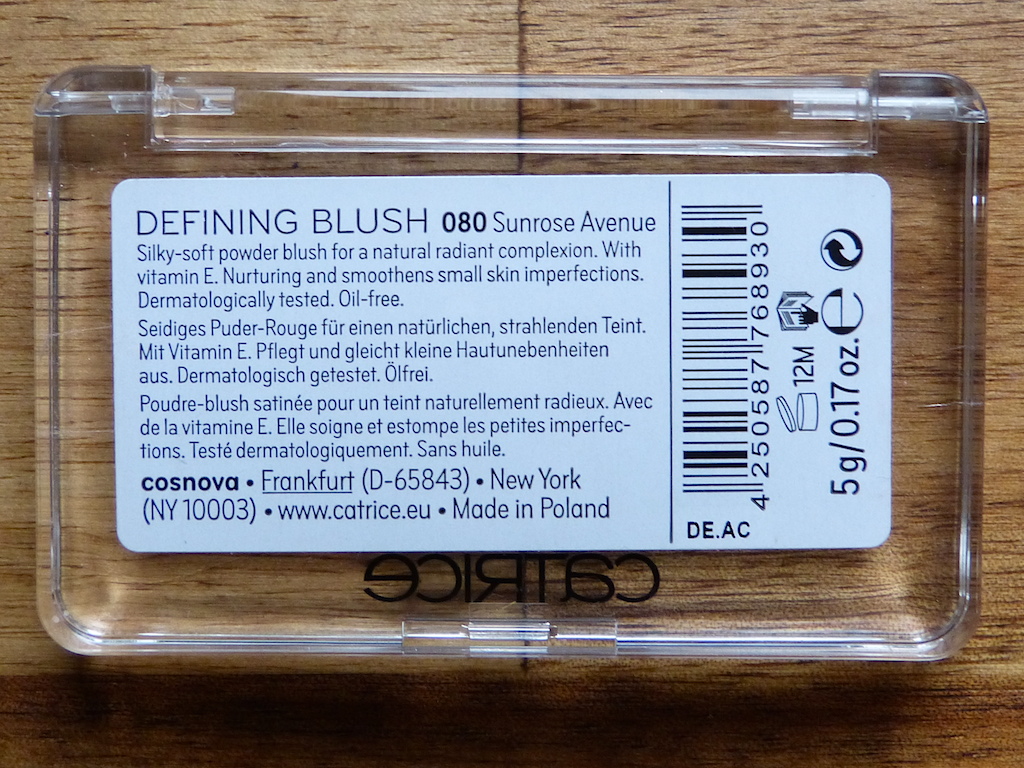 DEFINING BLUSH 080 Sunrose Avenue
Silky-soft powder blush for a natural radiant complexion. With
vitamin E. Nurturing and smoothens small skin imperfections.
Dermatologically tested. Oil-free.
Seidiges Puder-Rouge für einen natürlichen, strahlenden Teint.
Mit Vitamin E. Pflegt und gleicht kleine Hautunebenheiten
aus. Dermatologisch getestet. Ölfrei.
Poudre-blush satinée pour un teint naturellement radieux. Avec
de la vitamine E. Elle soigne et estompe les petites imperfec-
tions. Testé dermatologiquement. Sans huile.
cosnova • Frankfurt (D-65843) • New York
(NY 10003) • www.catrice.eu • Made in Poland
4 250587 768930
DE.AC
12M
5 g/0.17 oz. ℮
CATRICE